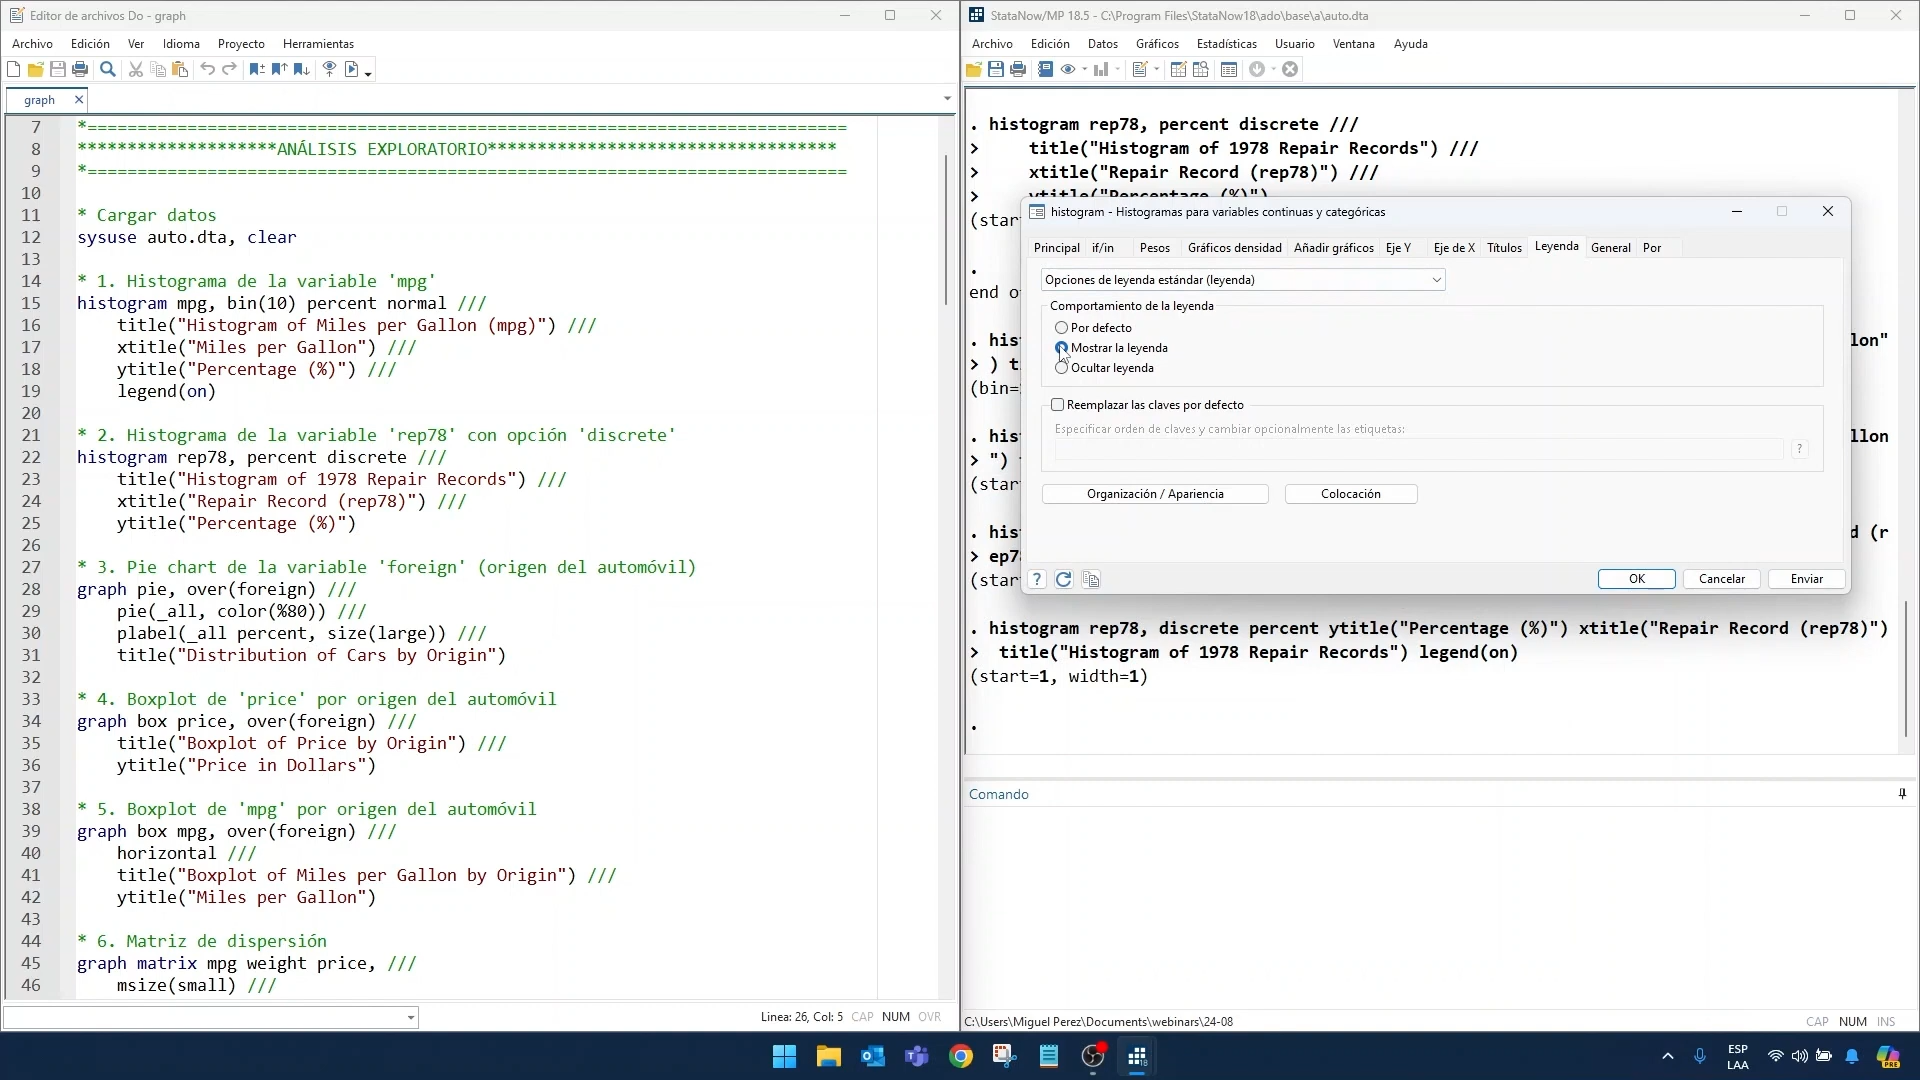 Editor de archivos Do - graph
Archivo Edición Ver Idioma Proyecto Herramientas
graph
7 *============================================================================
8 ********************ANÁLISIS EXPLORATORIO***********************************
9 *============================================================================
10
11 * Cargar datos
12 sysuse auto.dta, clear
13
14 * 1. Histograma de la variable 'mpg'
15 histogram mpg, bin(10) percent normal ///
16 title("Histogram of Miles per Gallon (mpg)") ///
17 xtitle("Miles per Gallon") ///
18 ytitle("Percentage (%)") ///
19 legend(on)
20
21 * 2. Histograma de la variable 'rep78' con opción 'discrete'
22 histogram rep78, percent discrete ///
23 title("Histogram of 1978 Repair Records") ///
24 xtitle("Repair Record (rep78)") ///
25 ytitle("Percentage (%)")
26
27 * 3. Pie chart de la variable 'foreign' (origen del automóvil)
28 graph pie, over(foreign) ///
29 pie(_all, color(%80)) ///
30 plabel(_all percent, size(large)) ///
31 title("Distribution of Cars by Origin")
32
33 * 4. Boxplot de 'price' por origen del automóvil
34 graph box price, over(foreign) ///
35 title("Boxplot of Price by Origin") ///
36 ytitle("Price in Dollars")
37
38 * 5. Boxplot de 'mpg' por origen del automóvil
39 graph box mpg, over(foreign) ///
40 horizontal ///
41 title("Boxplot of Miles per Gallon by Origin") ///
42 ytitle("Miles per Gallon")
43
44 * 6. Matriz de dispersión
45 graph matrix mpg weight price, ///
46 msize(small) ///
Linea: 26, Col: 5 CAP NUM OVR
StataNow/MP 18.5 - C:\Program Files\StataNow18\ado\base\a\auto.dta
Archivo Edición Datos Gráficos Estadísticas Usuario Ventana Ayuda
. histogram rep78, percent discrete ///
> title("Histogram of 1978 Repair Records") ///
> xtitle("Repair Record (rep78)") ///
> ytitle("Percentage (%)")
(star
.
end o
. his
lon"
> ) t
(bin=
. his
llon
> ")
(star
. his
d (r
> ep7
(star
histogram - Histogramas para variables continuas y categóricas
Principal if/in Pesos Gráficos densidad Añadir gráficos Eje Y Eje de X Títulos Leyenda General Por
Opciones de leyenda estándar (leyenda)
Comportamiento de la leyenda
Por defecto
Mostrar la leyenda
Ocultar leyenda
Reemplazar las claves por defecto
Especificar orden de claves y cambiar opcionalmente las etiquetas:
?
Organización / Apariencia Colocación
? OK Cancelar Enviar
. histogram rep78, discrete percent ytitle("Percentage (%)") xtitle("Repair Record (rep78)")
> title("Histogram of 1978 Repair Records") legend(on)
(start=1, width=1)
.
Comando
C:\Users\Miguel Perez\Documents\webinars\24-08
CAP NUM INS
ESP
LAA